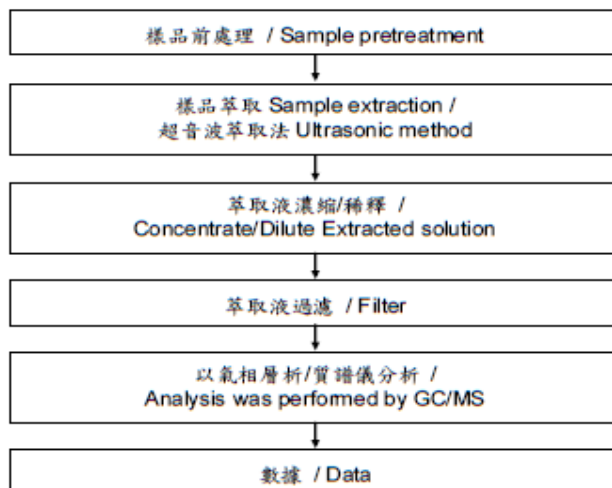 樣品前處理 / Sample pretreatment
樣品萃取 Sample extraction /
超音波萃取法 Ultrasonic method
萃取液濃縮/稀釋 /
Concentrate/Dilute Extracted solution
萃取液過濾 / Filter
以氣相層析/質譜儀分析 /
Analysis was performed by GC/MS
數據 / Data